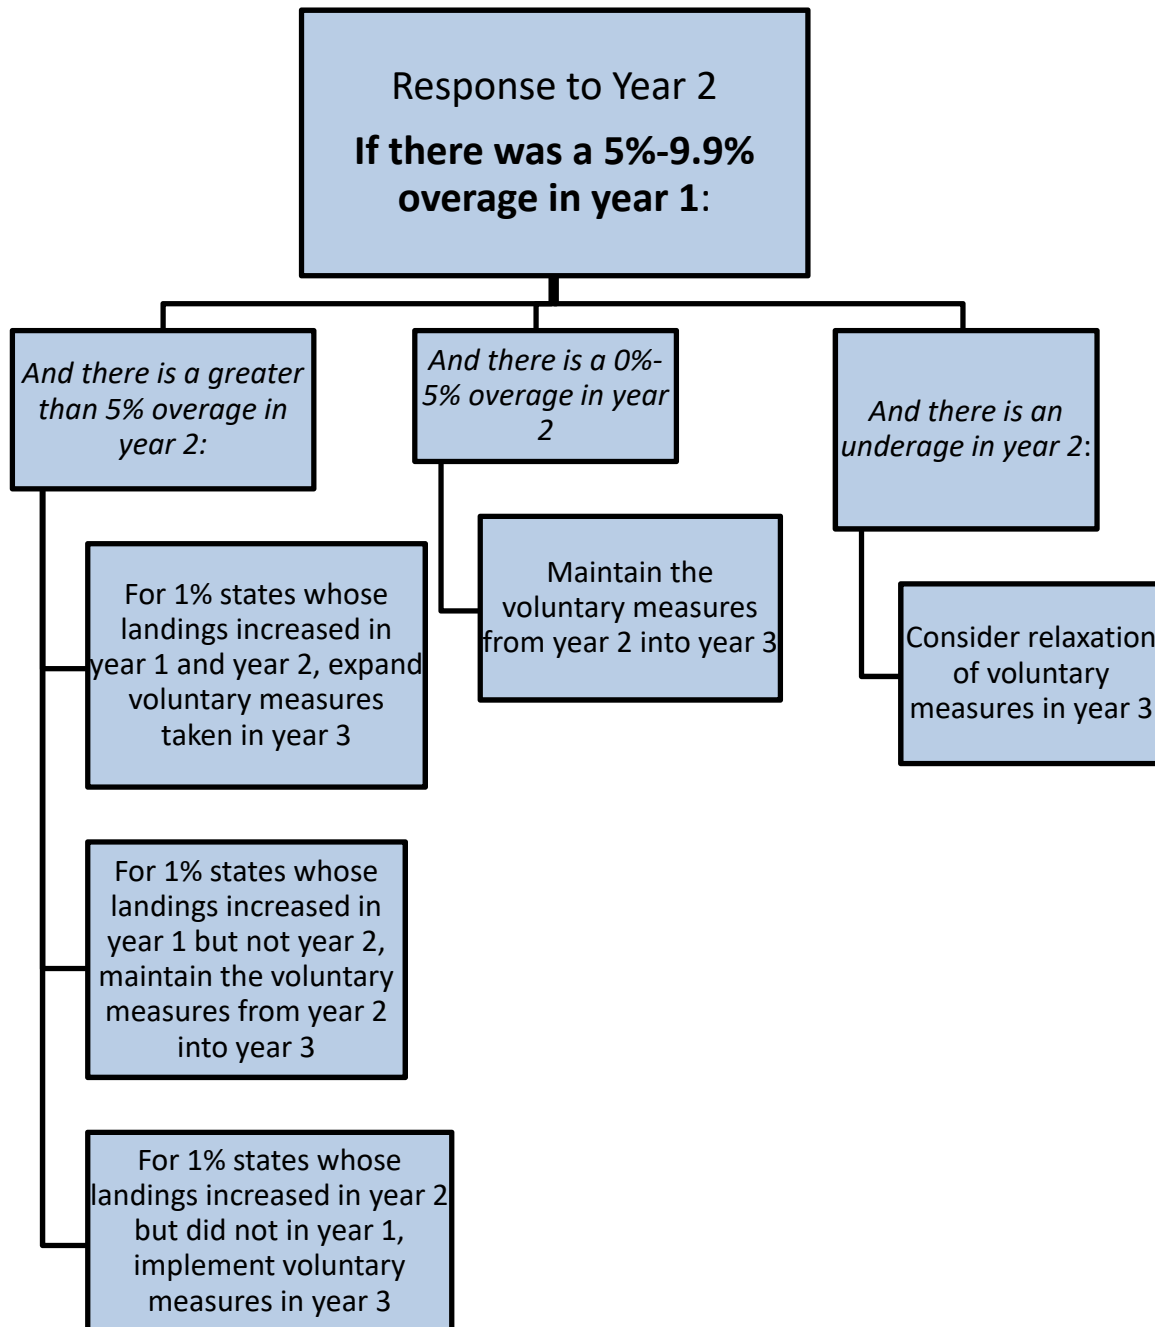 Response to Year 2
If there was a 5%-9.9%
overage in year 1:
And there is a greater
than 5% overage in
year 2:
For 1% states whose
landings increased in
year 1 and year 2, expand
voluntary measures
taken in year 3
For 1% states whose
landings increased in
year 1 but not year 2,
maintain the voluntary
measures from year 2
into year 3
For 1% states whose
landings increased in year 2
but did not in year 1,
implement voluntary
measures in year 3
And there is a 0%-
5% overage in year
2
Maintain the
voluntary measures
from year 2 into year 3
And there is an
underage in year 2:
Consider relaxation
of voluntary
measures in year 3